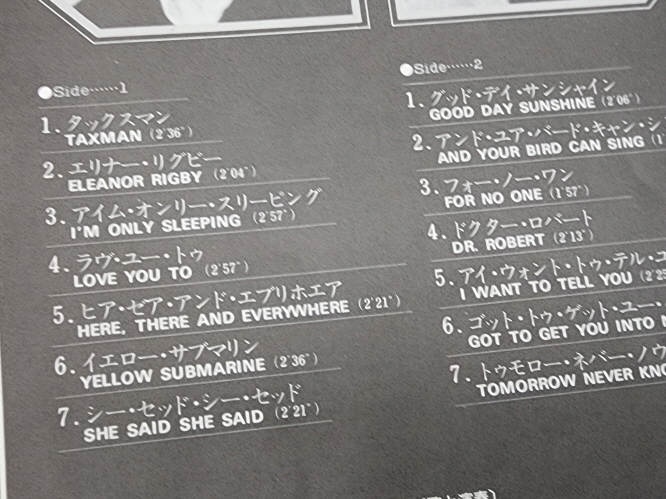 ●Side……1
1. タックスマン
TAXMAN (2'36")
2. エリナー・リグビー
ELEANOR RIGBY (2'04")
3. アイム・オンリー・スリーピング
I'M ONLY SLEEPING (2'57")
4. ラヴ・ユー・トゥ
LOVE YOU TO (2'57")
5. ヒア・ゼア・アンド・エブリホエア
HERE, THERE AND EVERYWHERE (2'21")
6. イエロー・サブマリン
YELLOW SUBMARINE (2'36")
7. シー・セッド・シー・セッド
SHE SAID SHE SAID (2'21")
●Side……2
1. グッド・デイ・サンシャイン
GOOD DAY SUNSHINE (2'06")
2. アンド・ユア・バード・キャン・シ
AND YOUR BIRD CAN SING (1'
3. フォー・ノー・ワン
FOR NO ONE (1'57")
4. ドクター・ロバート
DR. ROBERT (2'13")
5. アイ・ウォント・トゥ・テル・ユ
I WANT TO TELL YOU (2'25
6. ゴット・トゥ・ゲット・ユー・
GOT TO GET YOU INTO
7. トゥモロー・ネバー・ノウ
TOMORROW NEVER KNO